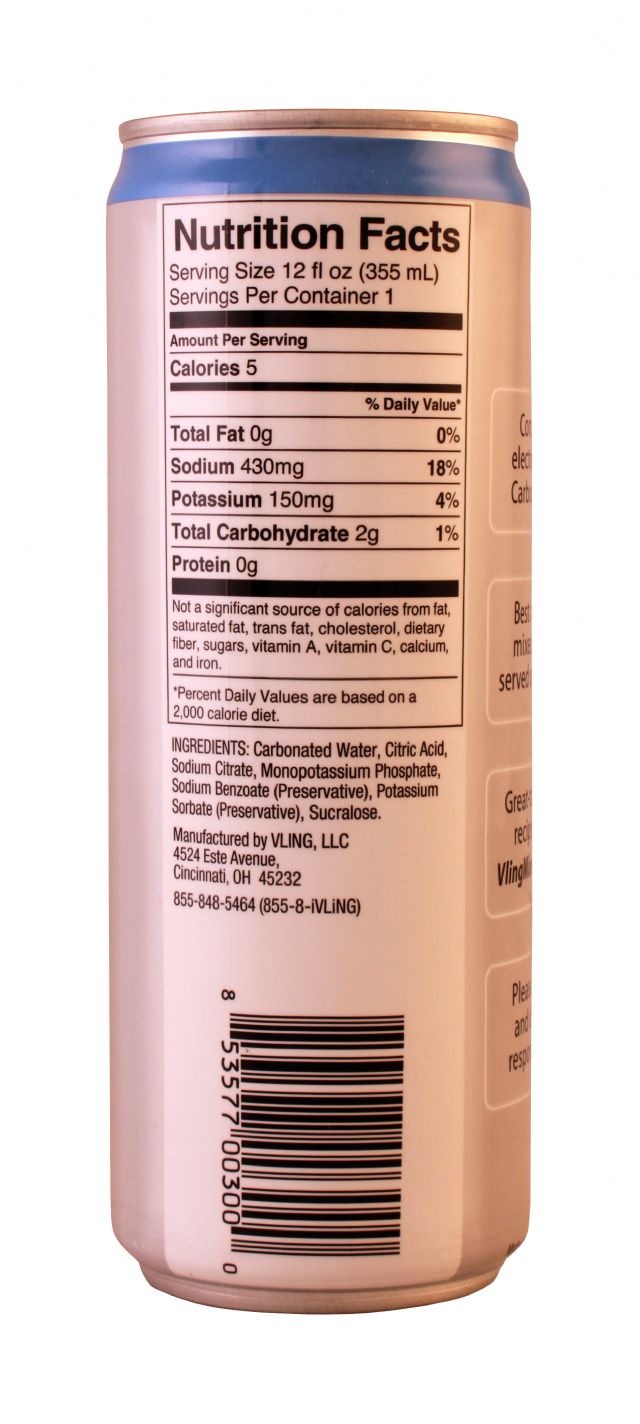 Nutrition Facts
Serving Size 12 fl oz (355 mL)
Servings Per Container 1
Amount Per Serving
Calories 5
% Daily Value*
Total Fat 0g 0%
Sodium 430mg 18%
Potassium 150mg 4%
Total Carbohydrate 2g 1%
Protein 0g
Not a significant source of calories from fat,
saturated fat, trans fat, cholesterol, dietary
fiber, sugars, vitamin A, vitamin C, calcium,
and iron.
*Percent Daily Values are based on a
2,000 calorie diet.
INGREDIENTS: Carbonated Water, Citric Acid,
Sodium Citrate, Monopotassium Phosphate,
Sodium Benzoate (Preservative), Potassium
Sorbate (Preservative), Sucralose.
Manufactured by VLING, LLC
4524 Este Avenue,
Cincinnati, OH 45232
855-848-5464 (855-8-iVLiNG)
8 53577 00300 0
Best
served
and